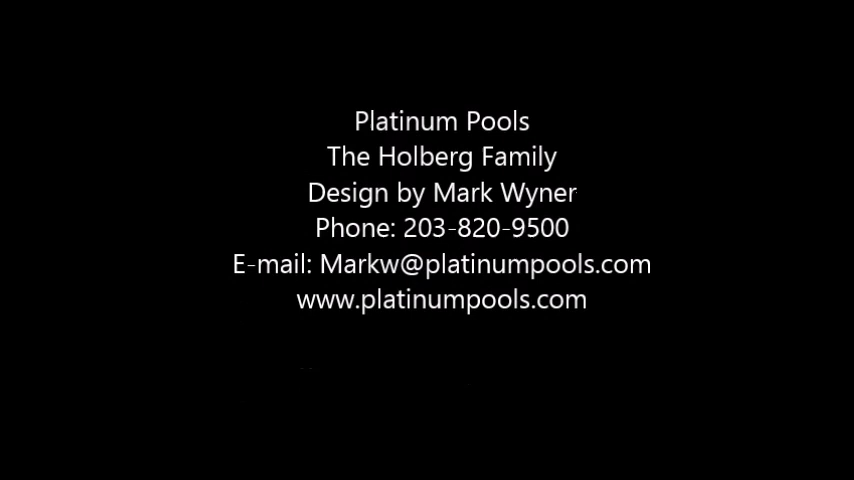 Platinum Pools
The Holberg Family
Design by Mark Wyner
Phone: 203-820-9500
E-mail: Markw@platinumpools.com
www.platinumpools.com